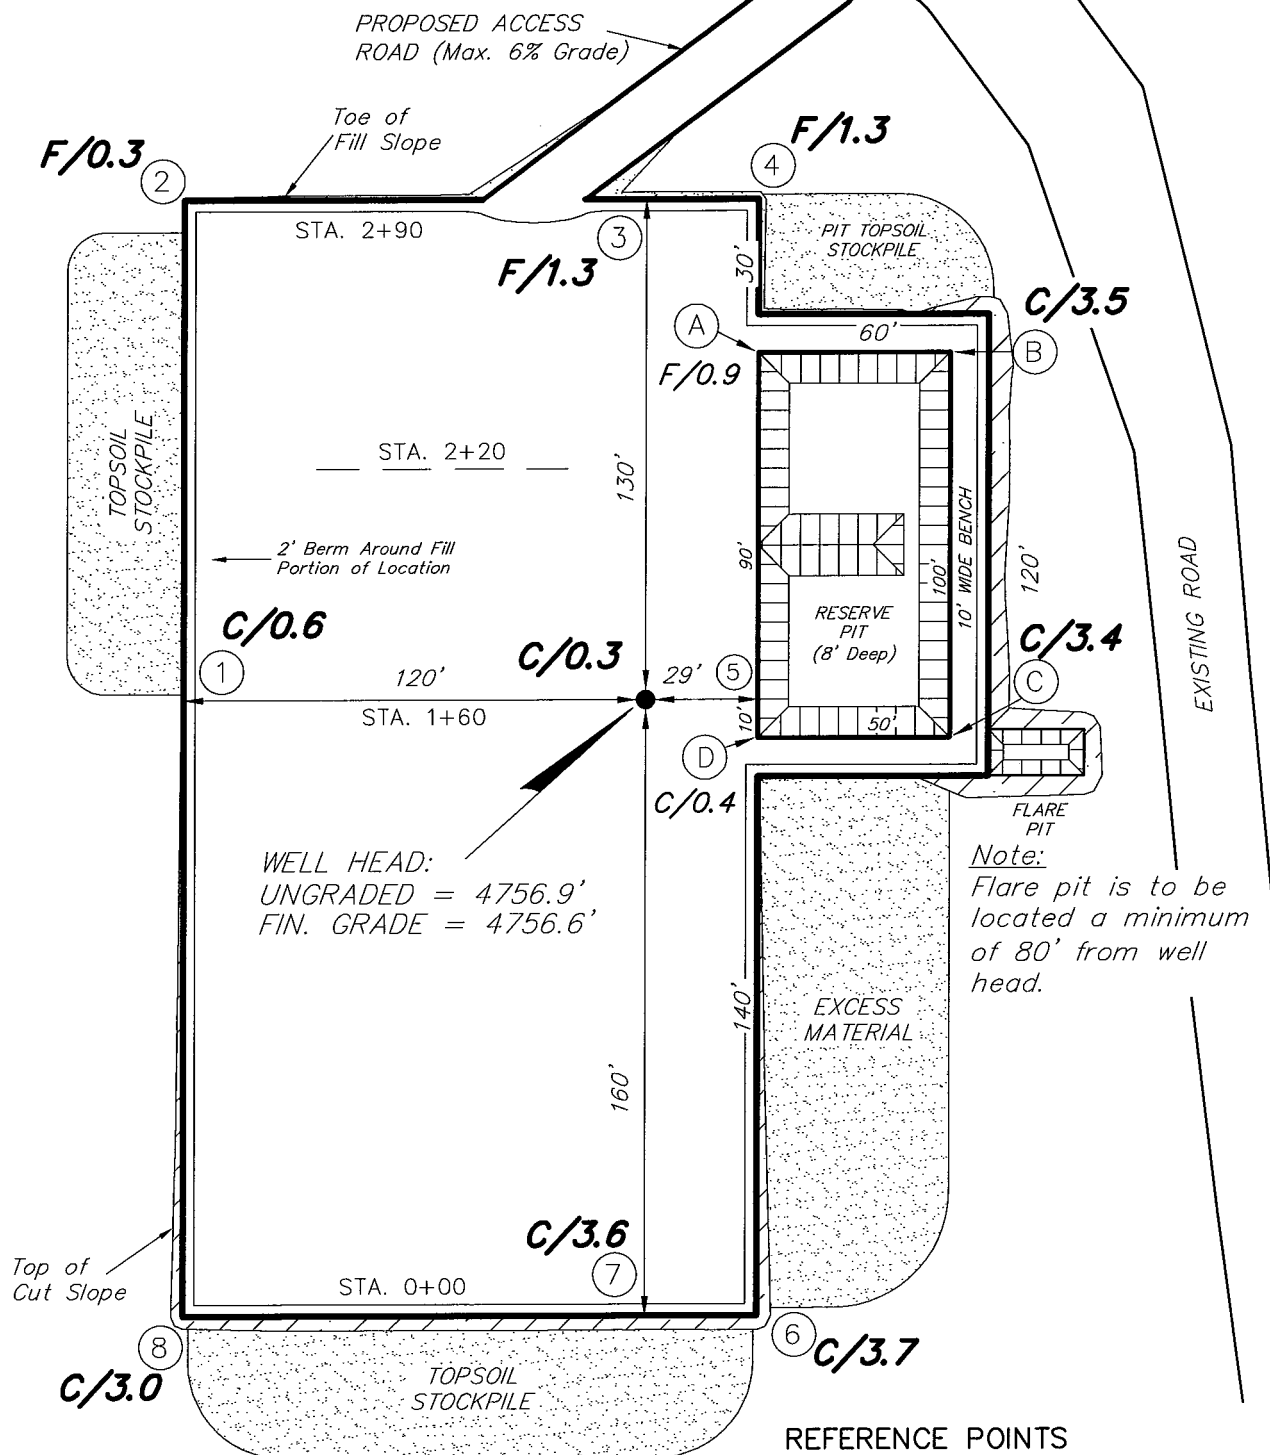 PROPOSED ACCESS
ROAD (Max. 6% Grade)
Toe of
Fill Slope
F/0.3
2
F/1.3
4
STA. 2+90
3
F/1.3
30'
PIT TOPSOIL
STOCKPILE
C/3.5
A
60'
B
F/0.9
TOPSOIL
STOCKPILE
STA. 2+20
130'
90'
100'
10' WIDE BENCH
120'
EXISTING ROAD
2' Berm Around Fill
Portion of Location
RESERVE
PIT
(8' Deep)
C/0.6
1
120'
C/0.3
29'
5
C/3.4
C
STA. 1+60
10'
50'
D
C/0.4
FLARE
PIT
WELL HEAD:
UNGRADED = 4756.9'
FIN. GRADE = 4756.6'
Note:
Flare pit is to be
located a minimum
of 80' from well
head.
140'
EXCESS
MATERIAL
160'
C/3.6
7
Top of
Cut Slope
STA. 0+00
8
C/3.0
6
C/3.7
TOPSOIL
STOCKPILE
REFERENCE POINTS